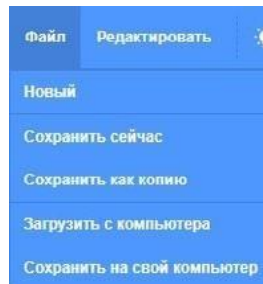 Файл Редактировать
Новый
Сохранить сейчас
Сохранить как копию
Загрузить с компьютера
Сохранить на свой компьютер